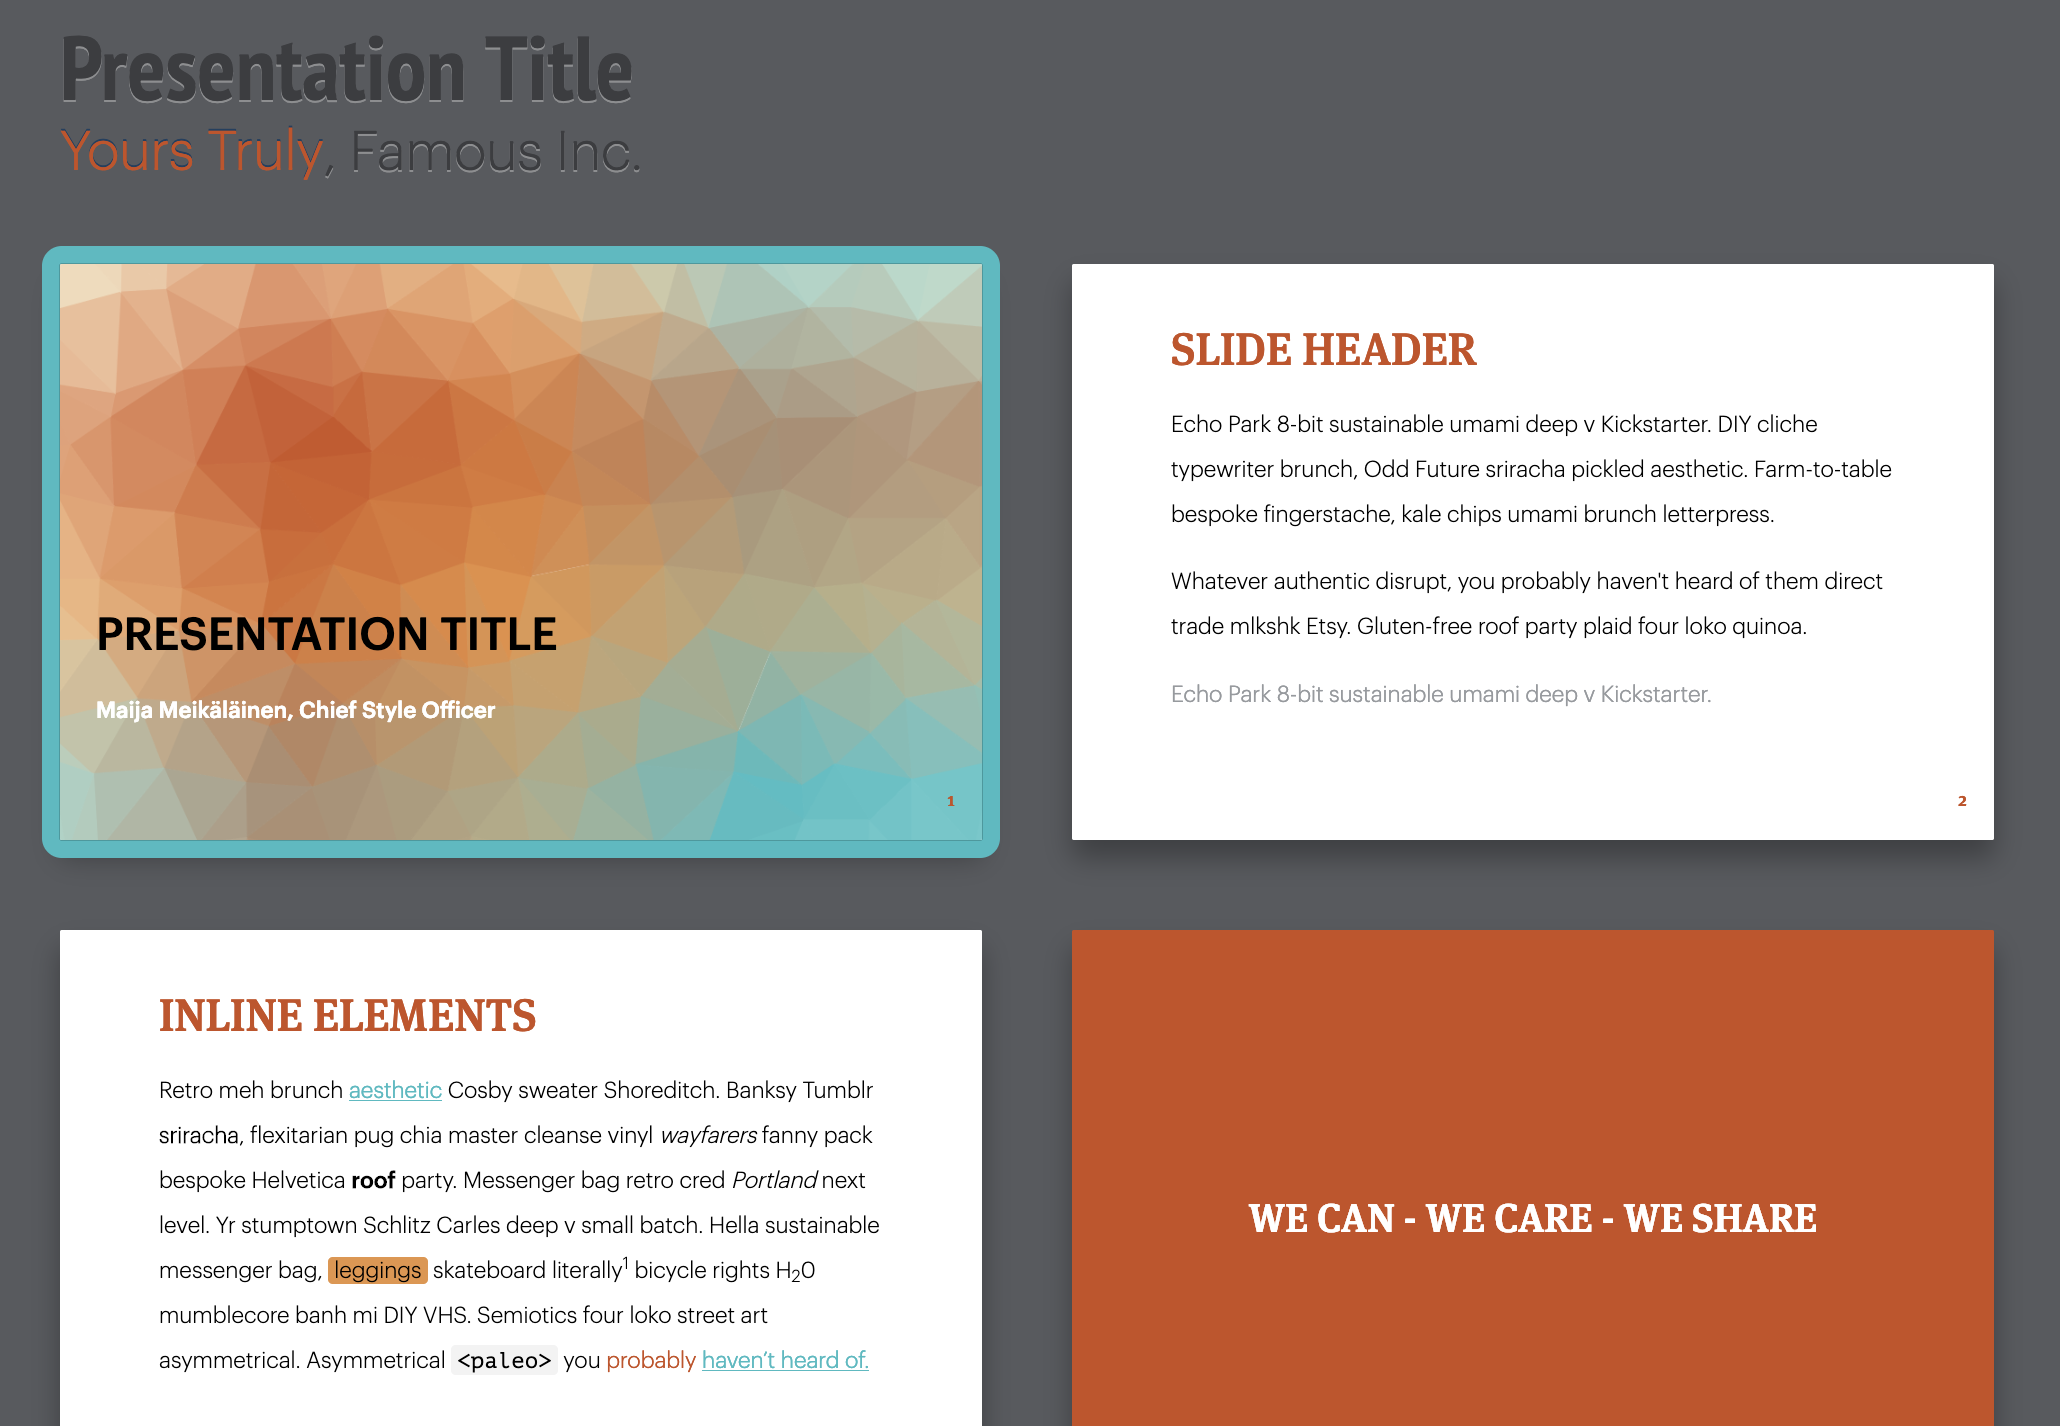 Presentation Title
Yours Truly, Famous Inc.
PRESENTATION TITLE
Maija Meikäläinen, Chief Style Officer
1
SLIDE HEADER
Echo Park 8-bit sustainable umami deep v Kickstarter. DIY cliche
typewriter brunch, Odd Future sriracha pickled aesthetic. Farm-to-table
bespoke fingerstache, kale chips umami brunch letterpress.
Whatever authentic disrupt, you probably haven't heard of them direct
trade mlkshk Etsy. Gluten-free roof party plaid four loko quinoa.
Echo Park 8-bit sustainable umami deep v Kickstarter.
2
INLINE ELEMENTS
Retro meh brunch aesthetic Cosby sweater Shoreditch. Banksy Tumblr
sriracha, flexitarian pug chia master cleanse vinyl wayfarers fanny pack
bespoke Helvetica roof party. Messenger bag retro cred Portland next
level. Yr stumptown Schlitz Carles deep v small batch. Hella sustainable
messenger bag, leggings skateboard literally¹ bicycle rights H₂0
mumblecore banh mi DIY VHS. Semiotics four loko street art
asymmetrical. Asymmetrical <paleo> you probably haven’t heard of.
WE CAN - WE CARE - WE SHARE